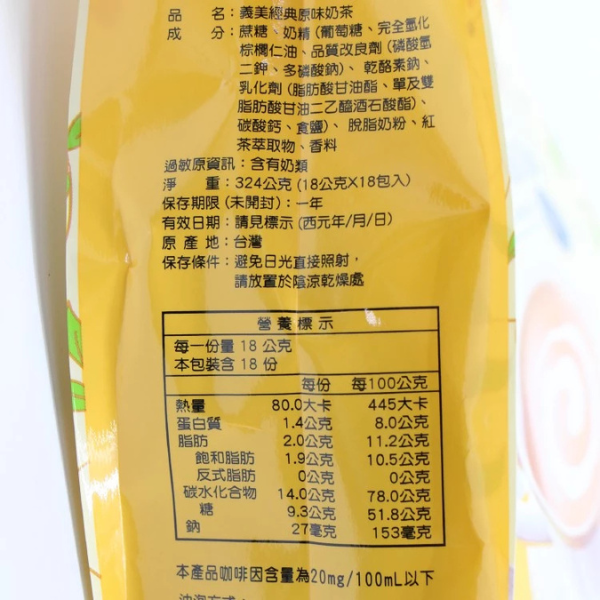 品名：義美經典原味奶茶
成分：蔗糖、奶精（葡萄糖、完全氫化
棕櫚仁油、品質改良劑（磷酸氫
二鉀、多磷酸鈉）、乾酪素鈉、
乳化劑（脂肪酸甘油酯、單及雙
脂肪酸甘油二乙醯酒石酸酯）、
碳酸鈣、食鹽）、脫脂奶粉、紅
茶萃取物、香料
過敏原資訊：含有奶類
淨重：324公克（18公克X18包入）
保存期限（未開封）：一年
有效日期：請見標示（西元年/月/日）
原產地：台灣
保存條件：避免日光直接照射，
請放置於陰涼乾燥處
營養標示
每一份量 18 公克
本包裝含 18 份
每份 每100公克
熱量 80.0大卡 445大卡
蛋白質 1.4公克 8.0公克
脂肪 2.0公克 11.2公克
飽和脂肪 1.9公克 10.5公克
反式脂肪 0公克 0公克
碳水化合物 14.0公克 78.0公克
糖 9.3公克 51.8公克
鈉 27毫克 153毫克
本產品咖啡因含量為20mg/100mL以下